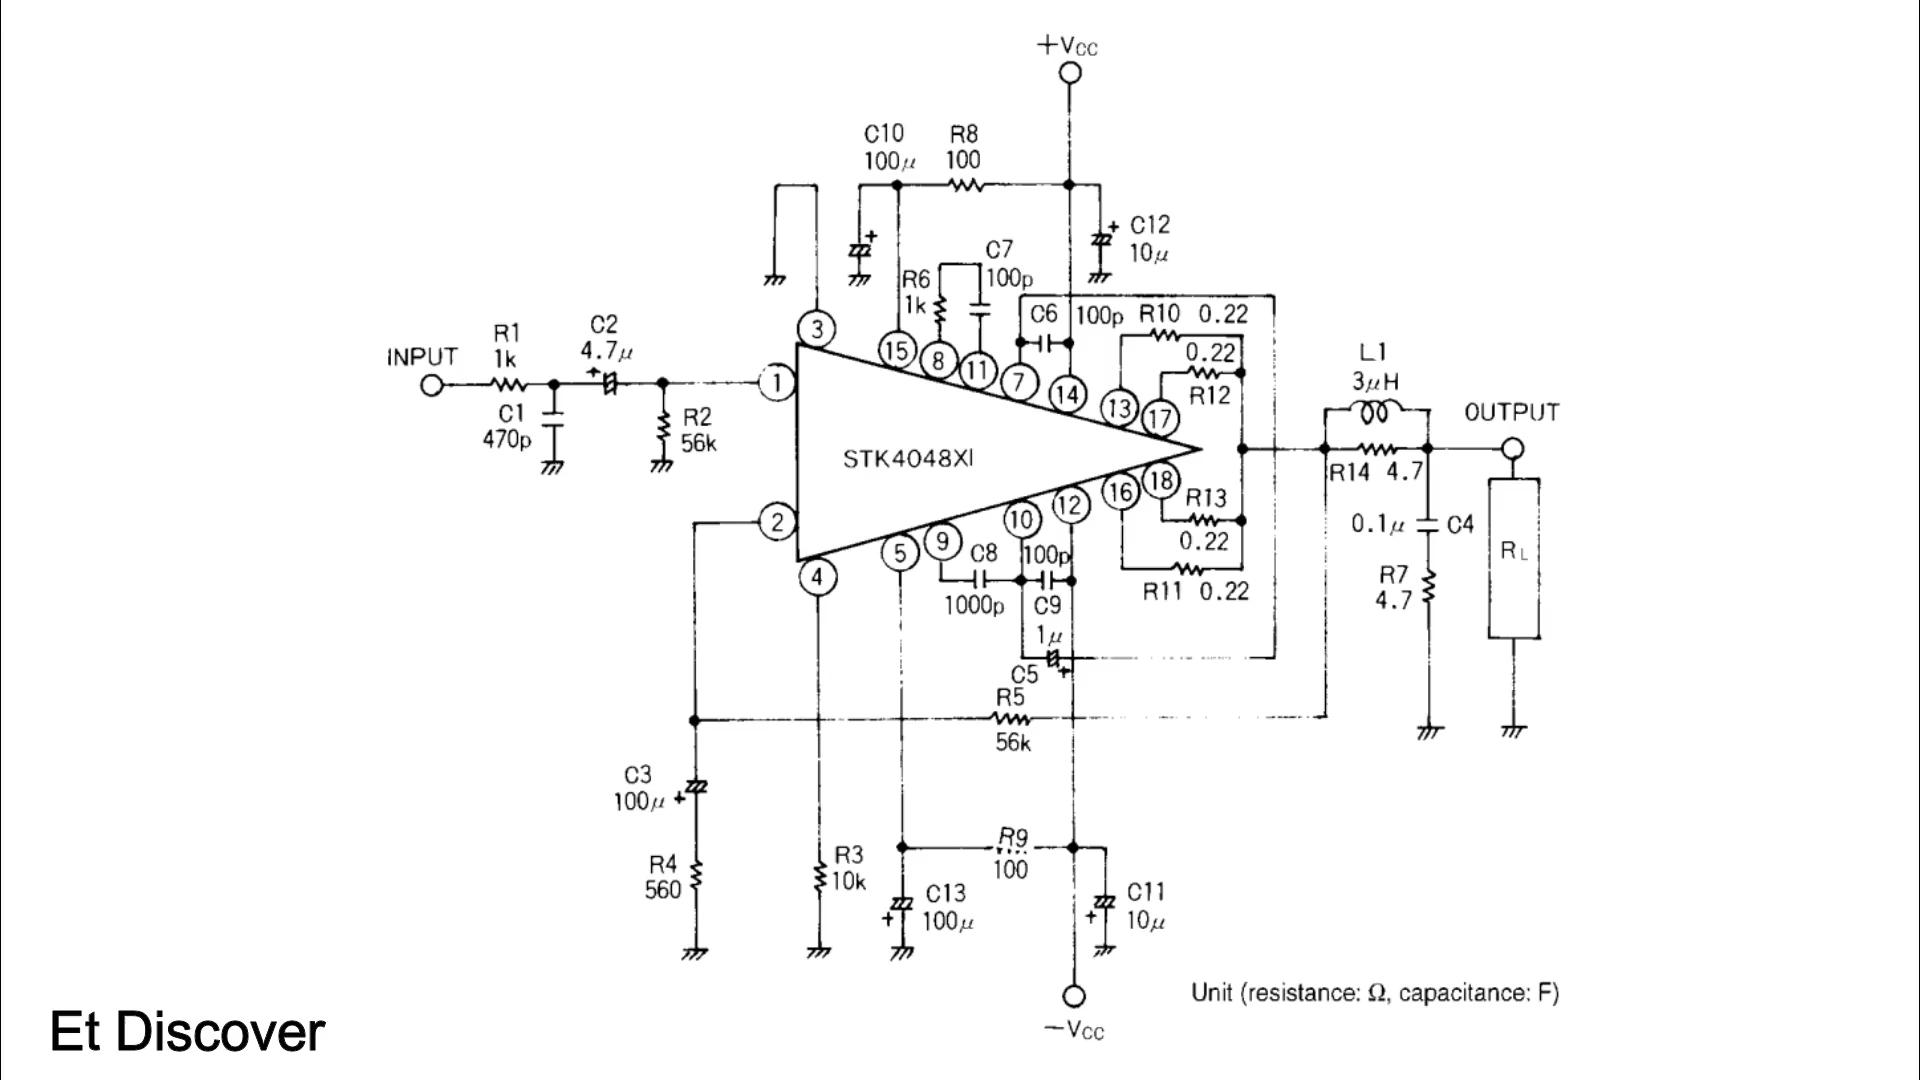 +Vcc
C10 R8
100μ 100
C12
10μ
C7
100p
R6
1k
C6 100p R10 0.22
0.22
R12
3
15
8
11
7
14
13
17
R1
1k
C2
4.7μ
+
INPUT
C1
470p
R2
56k
1
L1
3μH
OUTPUT
STK4048XI
R14 4.7
2
4
5
9
10
12
16
18
R13
0.22
R11 0.22
C8
1000p
100p
C9
1μ
C5
+
0.1μ C4
R7
4.7
RL
R5
56k
C3
100μ +
R4
560
R3
10k
R9
100
C13
100μ
+
C11
10μ
+
−Vcc
Unit (resistance: Ω, capacitance: F)
Et Discover